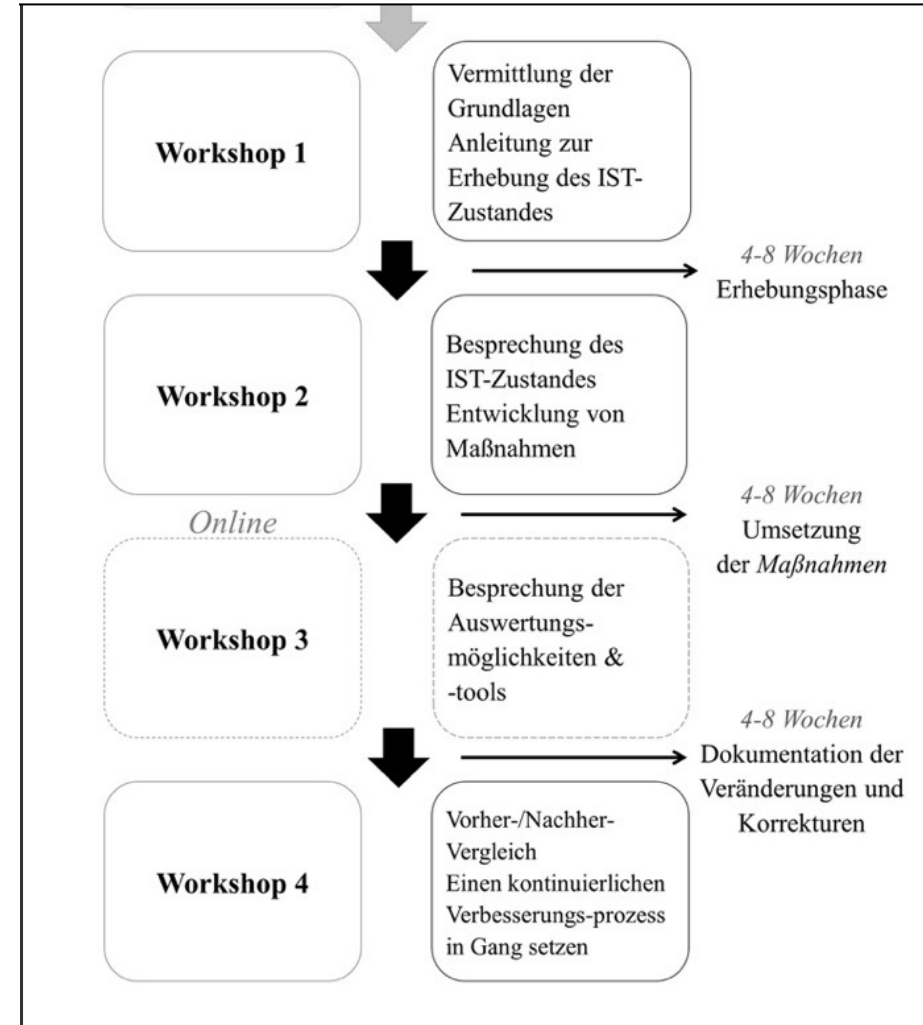 Workshop 1
Vermittlung der
Grundlagen
Anleitung zur
Erhebung des IST-
Zustandes
4-8 Wochen
Erhebungsphase
Workshop 2
Besprechung des
IST-Zustandes
Entwicklung von
Maßnahmen
4-8 Wochen
Umsetzung
der Maßnahmen
Online
Workshop 3
Besprechung der
Auswertungs-
möglichkeiten &
-tools
4-8 Wochen
Dokumentation der
Veränderungen und
Korrekturen
Workshop 4
Vorher-/Nachher-
Vergleich
Einen kontinuierlichen
Verbesserungs-prozess
in Gang setzen